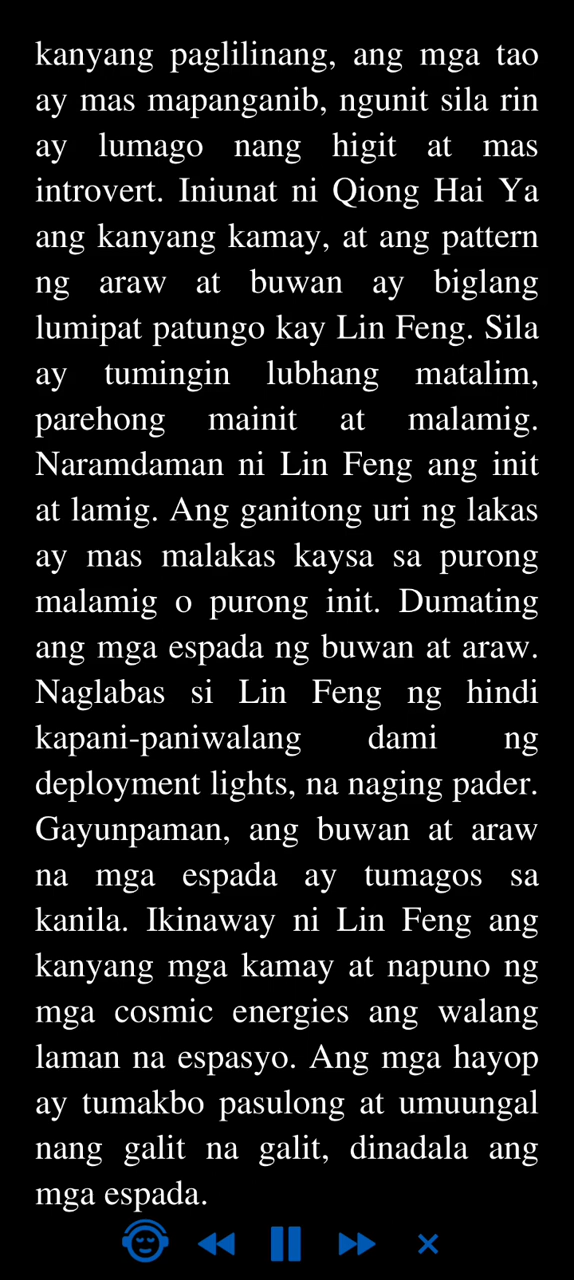 kanyang paglilinang, ang mga tao
ay mas mapanganib, ngunit sila rin
ay lumago nang higit at mas
introvert. Iniunat ni Qiong Hai Ya
ang kanyang kamay, at ang pattern
ng araw at buwan ay biglang
lumipat patungo kay Lin Feng. Sila
ay tumingin lubhang matalim,
parehong mainit at malamig.
Naramdaman ni Lin Feng ang init
at lamig. Ang ganitong uri ng lakas
ay mas malakas kaysa sa purong
malamig o purong init. Dumating
ang mga espada ng buwan at araw.
Naglabas si Lin Feng ng hindi
kapani-paniwalang dami ng
deployment lights, na naging pader.
Gayunpaman, ang buwan at araw
na mga espada ay tumagos sa
kanila. Ikinaway ni Lin Feng ang
kanyang mga kamay at napuno ng
mga cosmic energies ang walang
laman na espasyo. Ang mga hayop
ay tumakbo pasulong at umuungal
nang galit na galit, dinadala ang
mga espada.